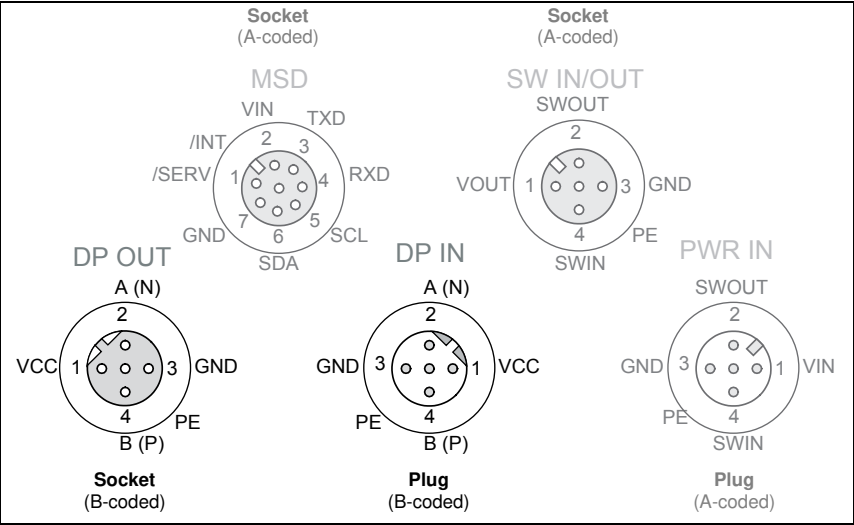 Socket
(A-coded)
MSD
VIN
TXD
/INT
2
3
/SERV
1
4
RXD
7
5
GND
6
SCL
SDA
Socket
(A-coded)
SW IN/OUT
SWOUT
2
VOUT
1
3
GND
4
PE
SWIN
DP OUT
A (N)
2
VCC
1
3
GND
4
PE
B (P)
Socket
(B-coded)
DP IN
A (N)
2
GND
3
1
VCC
PE
4
B (P)
Plug
(B-coded)
PWR IN
SWOUT
2
GND
3
1
VIN
PE
4
SWIN
Plug
(A-coded)